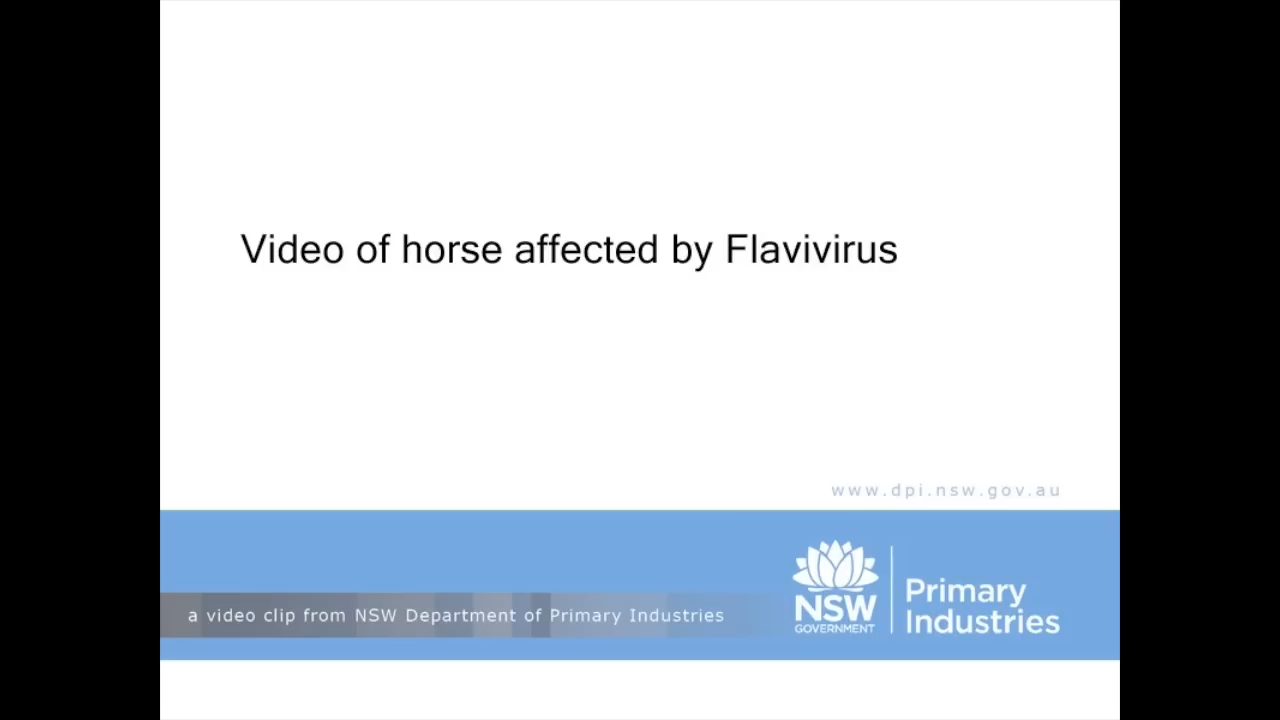 Video of horse affected by Flavivirus
www.dpi.nsw.gov.au
a video clip from NSW Department of Primary Industries
NSW
GOVERNMENT
Primary
Industries